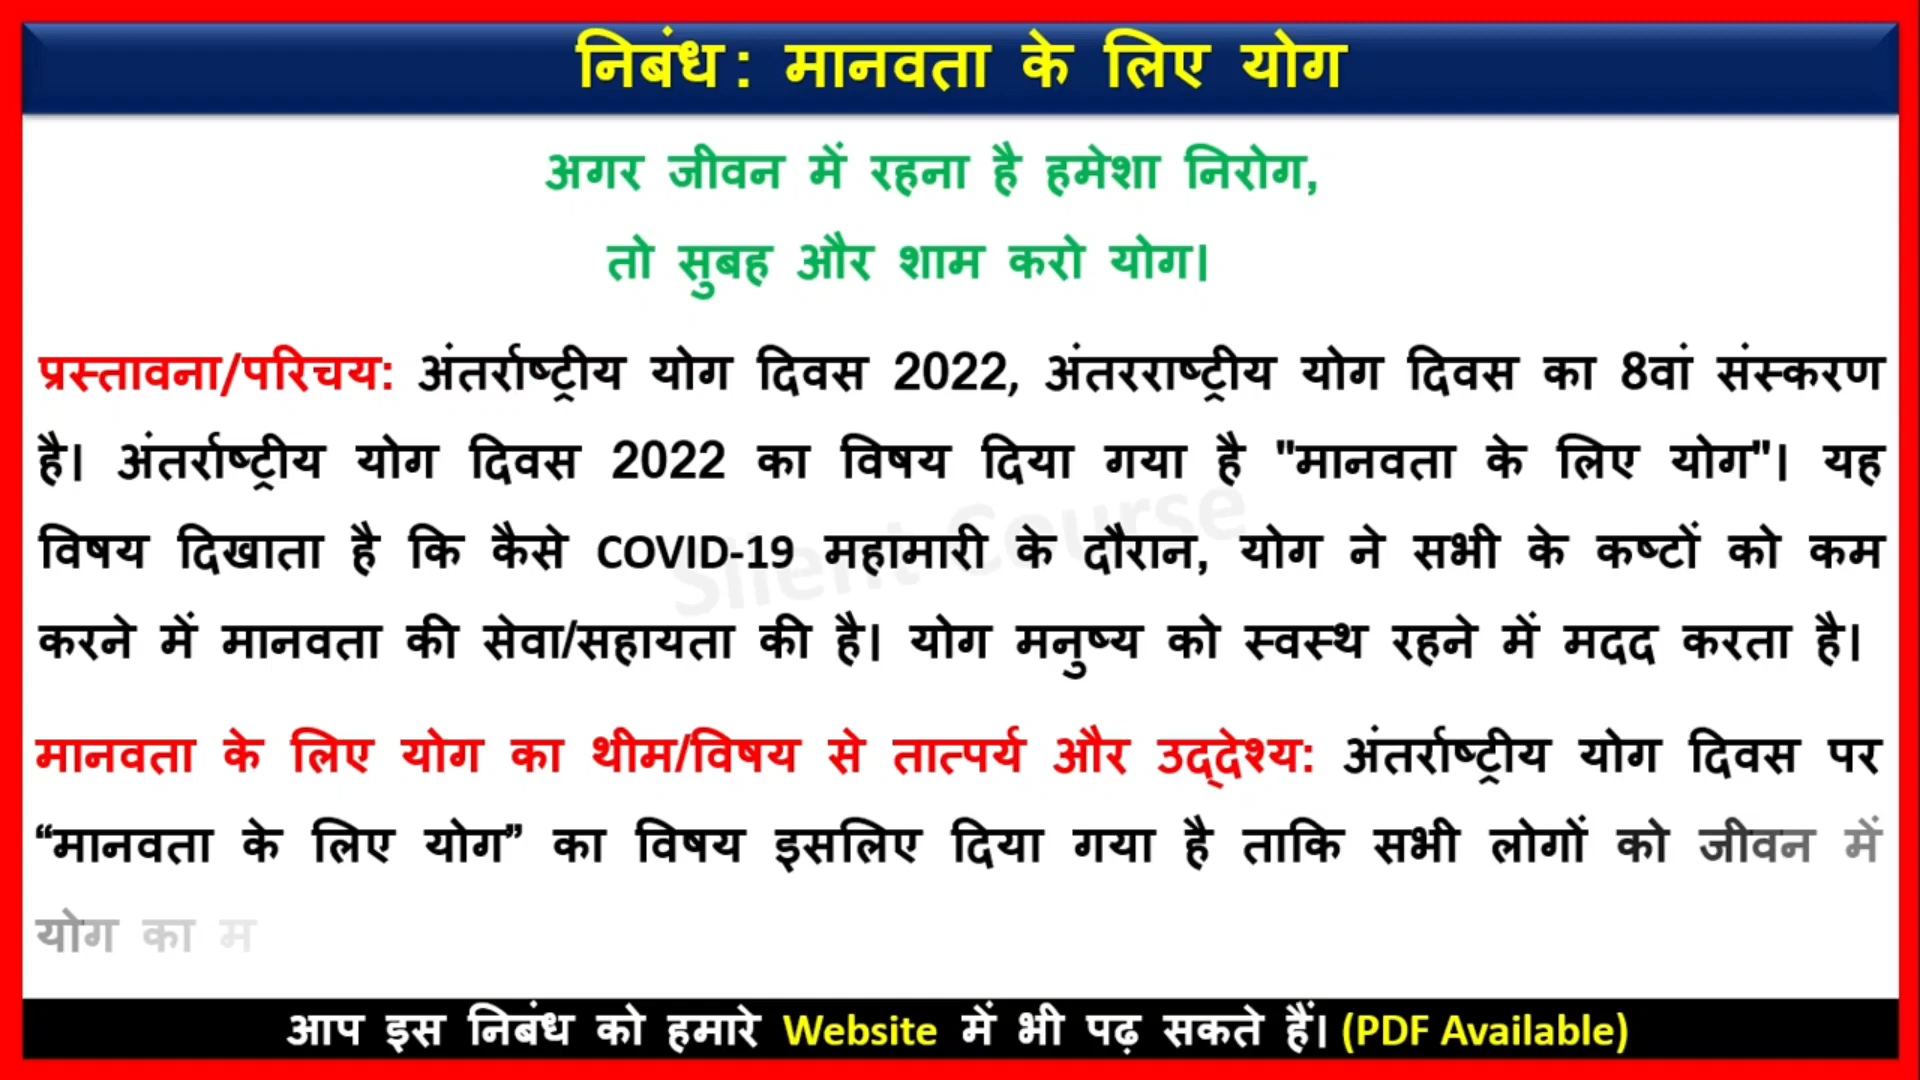 निबंध : मानवता के लिए योग
अगर जीवन में रहना है हमेशा निरोग,
तो सुबह और शाम करो योग।
प्रस्तावना/परिचय: अंतर्राष्ट्रीय योग दिवस 2022, अंतरराष्ट्रीय योग दिवस का 8वां संस्करण
है। अंतर्राष्ट्रीय योग दिवस 2022 का विषय दिया गया है "मानवता के लिए योग"। यह
विषय दिखाता है कि कैसे COVID-19 महामारी के दौरान, योग ने सभी के कष्टों को कम
करने में मानवता की सेवा/सहायता की है। योग मनुष्य को स्वस्थ रहने में मदद करता है।
Slient Course
मानवता के लिए योग का थीम/विषय से तात्पर्य और उद्देश्य: अंतर्राष्ट्रीय योग दिवस पर
“मानवता के लिए योग” का विषय इसलिए दिया गया है ताकि सभी लोगों को जीवन में
योग का म
आप इस निबंध को हमारे Website में भी पढ़ सकते हैं। (PDF Available)